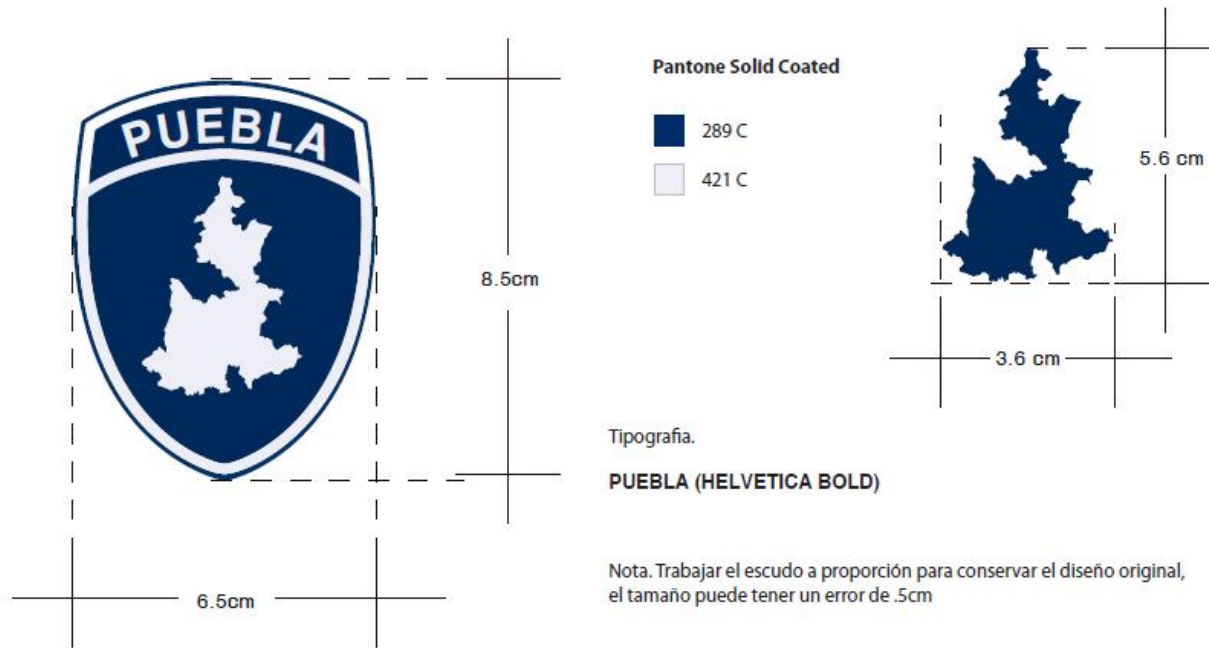 PUEBLA
8.5cm
6.5cm
Pantone Solid Coated
289 C
421 C
5.6 cm
3.6 cm
Tipografia.
PUEBLA (HELVETICA BOLD)
Nota. Trabajar el escudo a proporción para conservar el diseño original,
el tamaño puede tener un error de .5cm